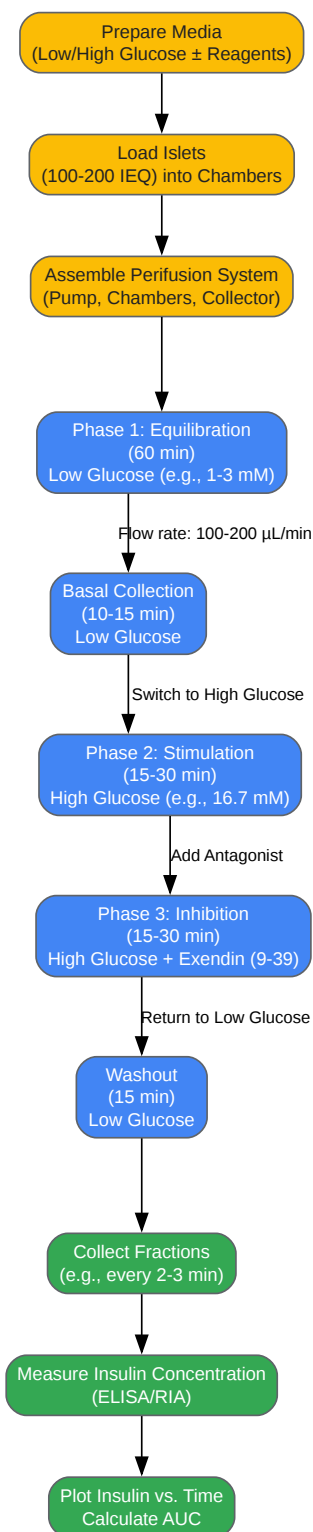 Prepare Media
(Low/High Glucose ± Reagents)
Load Islets
(100-200 IEQ) into Chambers
Assemble Perifusion System
(Pump, Chambers, Collector)
Phase 1: Equilibration
(60 min)
Low Glucose (e.g., 1-3 mM)
Flow rate: 100-200 µL/min
Basal Collection
(10-15 min)
Low Glucose
Switch to High Glucose
Phase 2: Stimulation
(15-30 min)
High Glucose (e.g., 16.7 mM)
Add Antagonist
Phase 3: Inhibition
(15-30 min)
High Glucose + Exendin (9-39)
Return to Low Glucose
Washout
(15 min)
Low Glucose
Collect Fractions
(e.g., every 2-3 min)
Measure Insulin Concentration
(ELISA/RIA)
Plot Insulin vs. Time
Calculate AUC